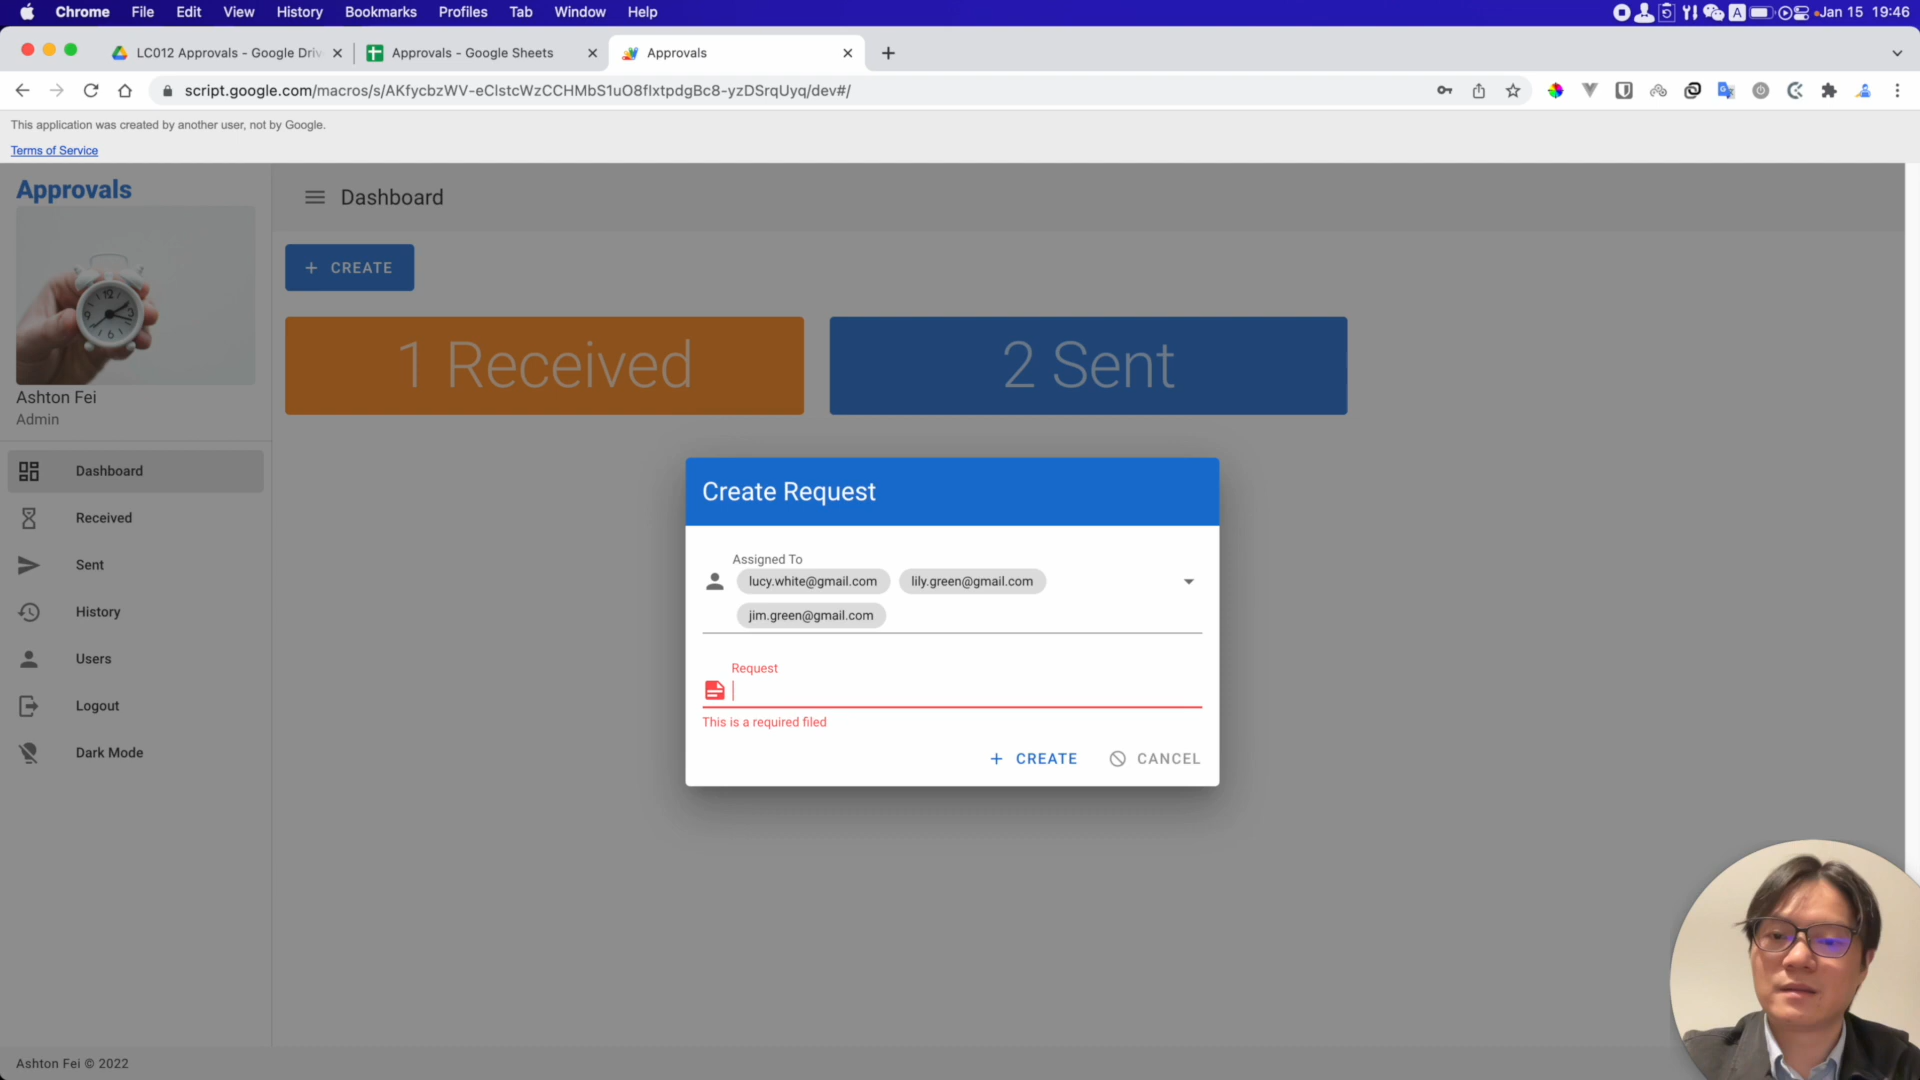 Chrome File Edit View History Bookmarks Profiles Tab Window Help
A Jan 15 19:46
LC012 Approvals - Google Driv
Approvals - Google Sheets
Approvals
script.google.com/macros/s/AKfycbzWV-eClstcWzCCHMbS1uO8fIxtpdgBc8-yzDSrqUyq/dev#/
This application was created by another user, not by Google.
Terms of Service
Approvals
Dashboard
+ CREATE
1 Received
2 Sent
Ashton Fei
Admin
Dashboard
Received
Sent
History
Users
Logout
Dark Mode
Create Request
Assigned To
lucy.white@gmail.com
lily.green@gmail.com
jim.green@gmail.com
Request
This is a required filed
+ CREATE
CANCEL
Ashton Fei © 2022